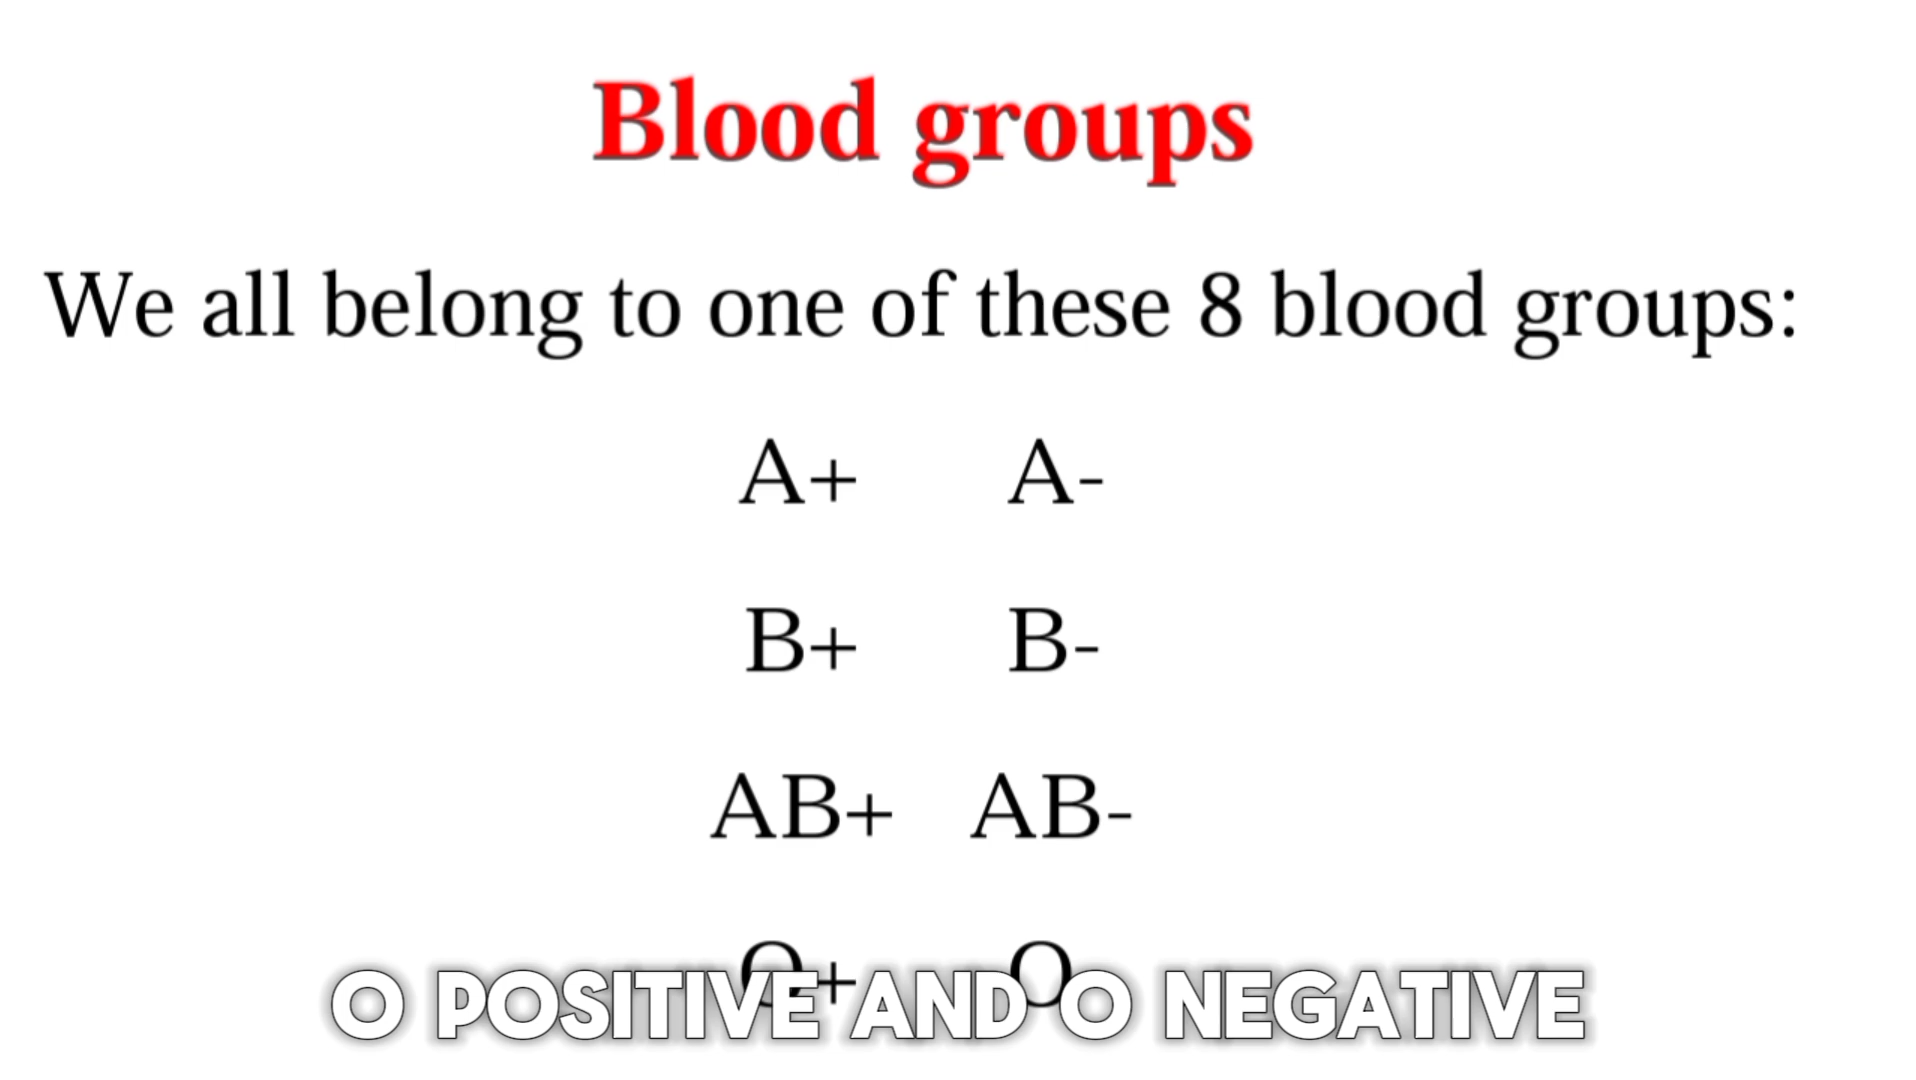 Blood groups
We all belong to one of these 8 blood groups:
A+ A-
B+ B-
AB+ AB-
O+ O
O POSITIVE AND O NEGATIVE